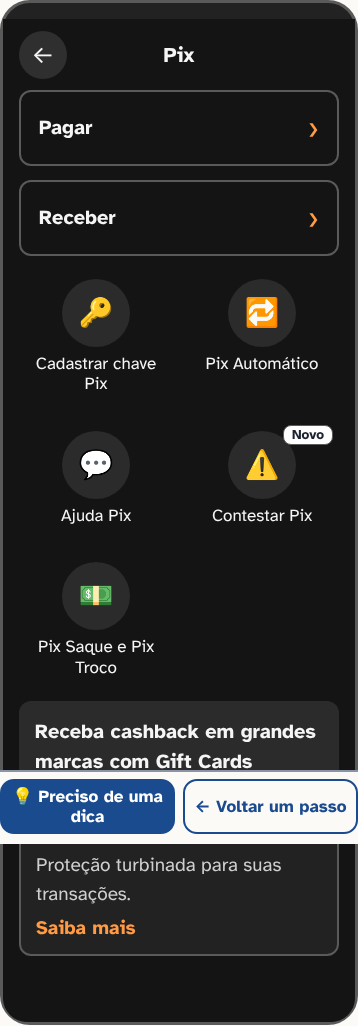 Pix
Pagar
Receber
Cadastrar chave
Pix
Pix Automático
Novo
Ajuda Pix
Contestar Pix
Pix Saque e Pix
Troco
Receba cashback em grandes
marcas com Gift Cards
Preciso de uma
dica
← Voltar um passo
Proteção turbinada para suas
transações.
Saiba mais